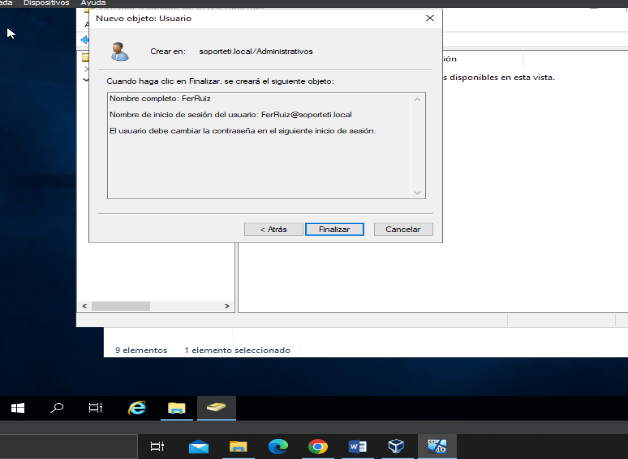 Dispositivos Ayuda
Nuevo objeto: Usuario
Crear en: soporteti.local/Administrativos
Cuando haga clic en Finalizar, se creará el siguiente objeto:
Nombre completo: FerRuiz
Nombre de inicio de sesión del usuario: FerRuiz@soporteti.local
El usuario debe cambiar la contraseña en el siguiente inicio de sesión.
< Atrás Finalizar Cancelar
disponibles en esta vista.
9 elementos 1 elemento seleccionado